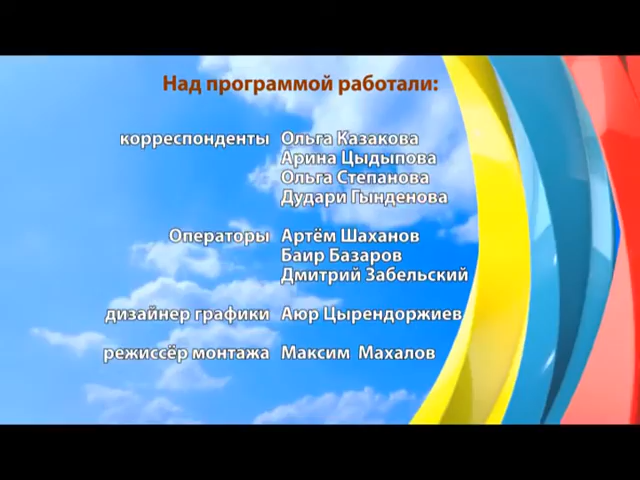 Над программой работали:
корреспонденты Ольга Казакова
Арина Цыдыпова
Ольга Степанова
Дудари Гынденова
Операторы Артём Шаханов
Баир Базаров
Дмитрий Забельский
дизайнер графики Аюр Цырендоржиев
режиссёр монтажа Максим Махалов